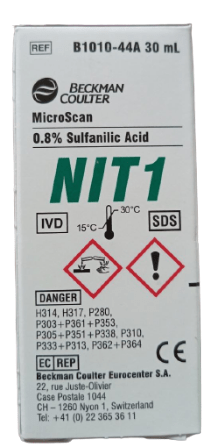 REF B1010-44A 30 mL
BECKMAN
COULTER
MicroScan
0.8% Sulfanilic Acid
NIT1
IVD 15°C 30°C SDS
DANGER
H314, H317, P280,
P303+P361+P353,
P305+P351+P338, P310,
P333+P313, P362+P364
EC REP CE
Beckman Coulter Eurocenter S.A.
22, rue Juste-Olivier
Case Postale 1044
CH – 1260 Nyon 1, Switzerland
Tel: +41 (0) 22 365 36 11